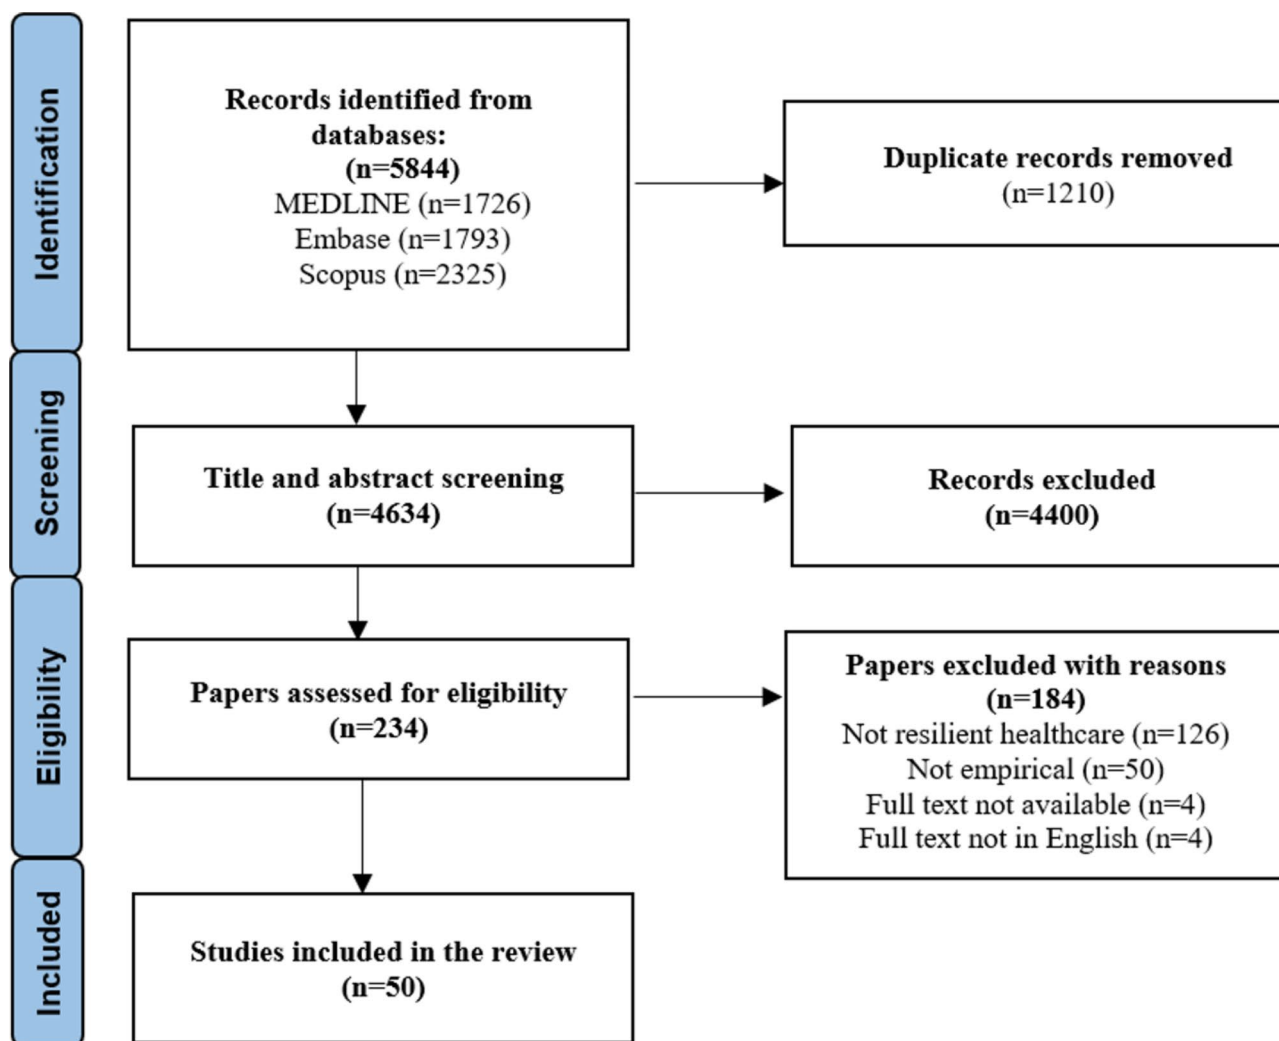 Identification
Records identified from
databases:
(n=5844)
MEDLINE (n=1726)
Embase (n=1793)
Scopus (n=2325)
Duplicate records removed
(n=1210)
Screening
Title and abstract screening
(n=4634)
Records excluded
(n=4400)
Eligibility
Papers assessed for eligibility
(n=234)
Papers excluded with reasons
(n=184)
Not resilient healthcare (n=126)
Not empirical (n=50)
Full text not available (n=4)
Full text not in English (n=4)
Included
Studies included in the review
(n=50)